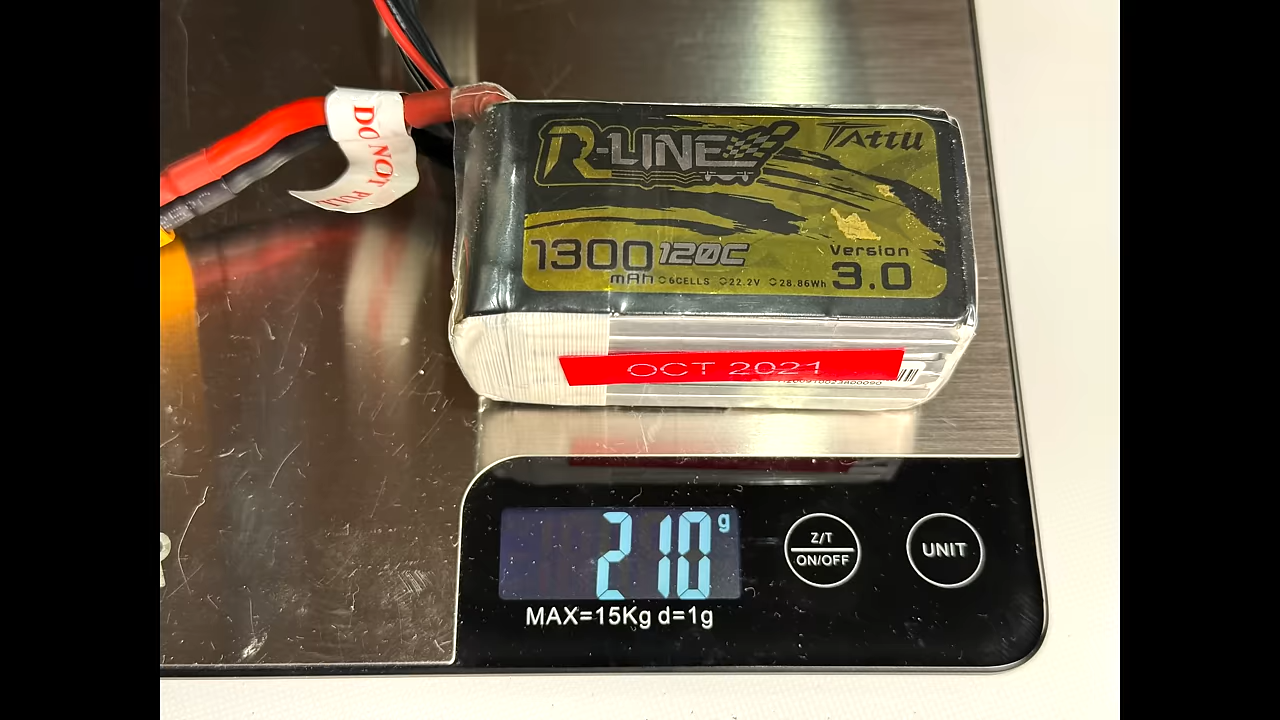 DO NOT PULL
R-LINE
TATTU
1300 120C
mAh 6CELLS 22.2V 28.86Wh
Version
3.0
OCT 2021
210 g
MAX=15Kg d=1g
Z/T
ON/OFF
UNIT